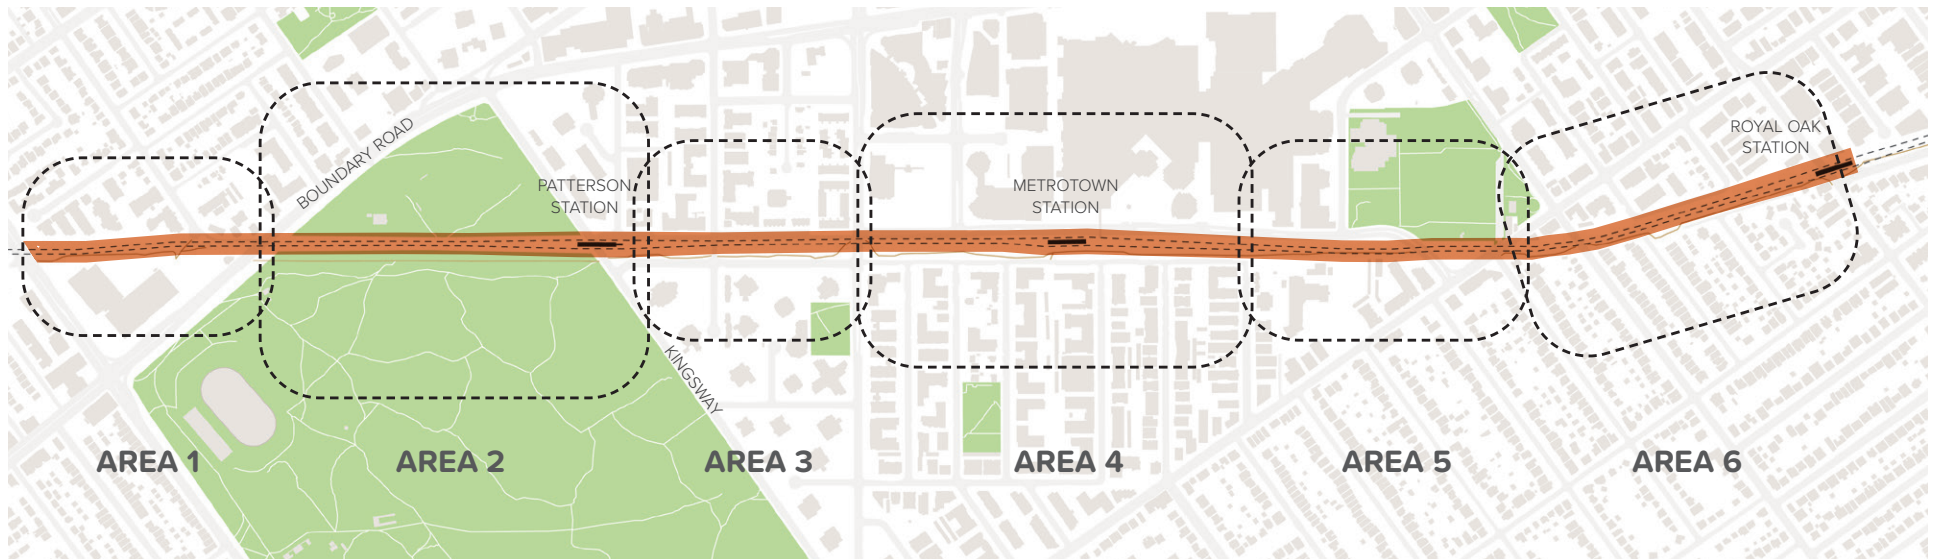 BOUNDARY ROAD
PATTERSON
STATION
METROTOWN
STATION
ROYAL OAK
STATION
KINGSWAY
AREA 1
AREA 2
AREA 3
AREA 4
AREA 5
AREA 6